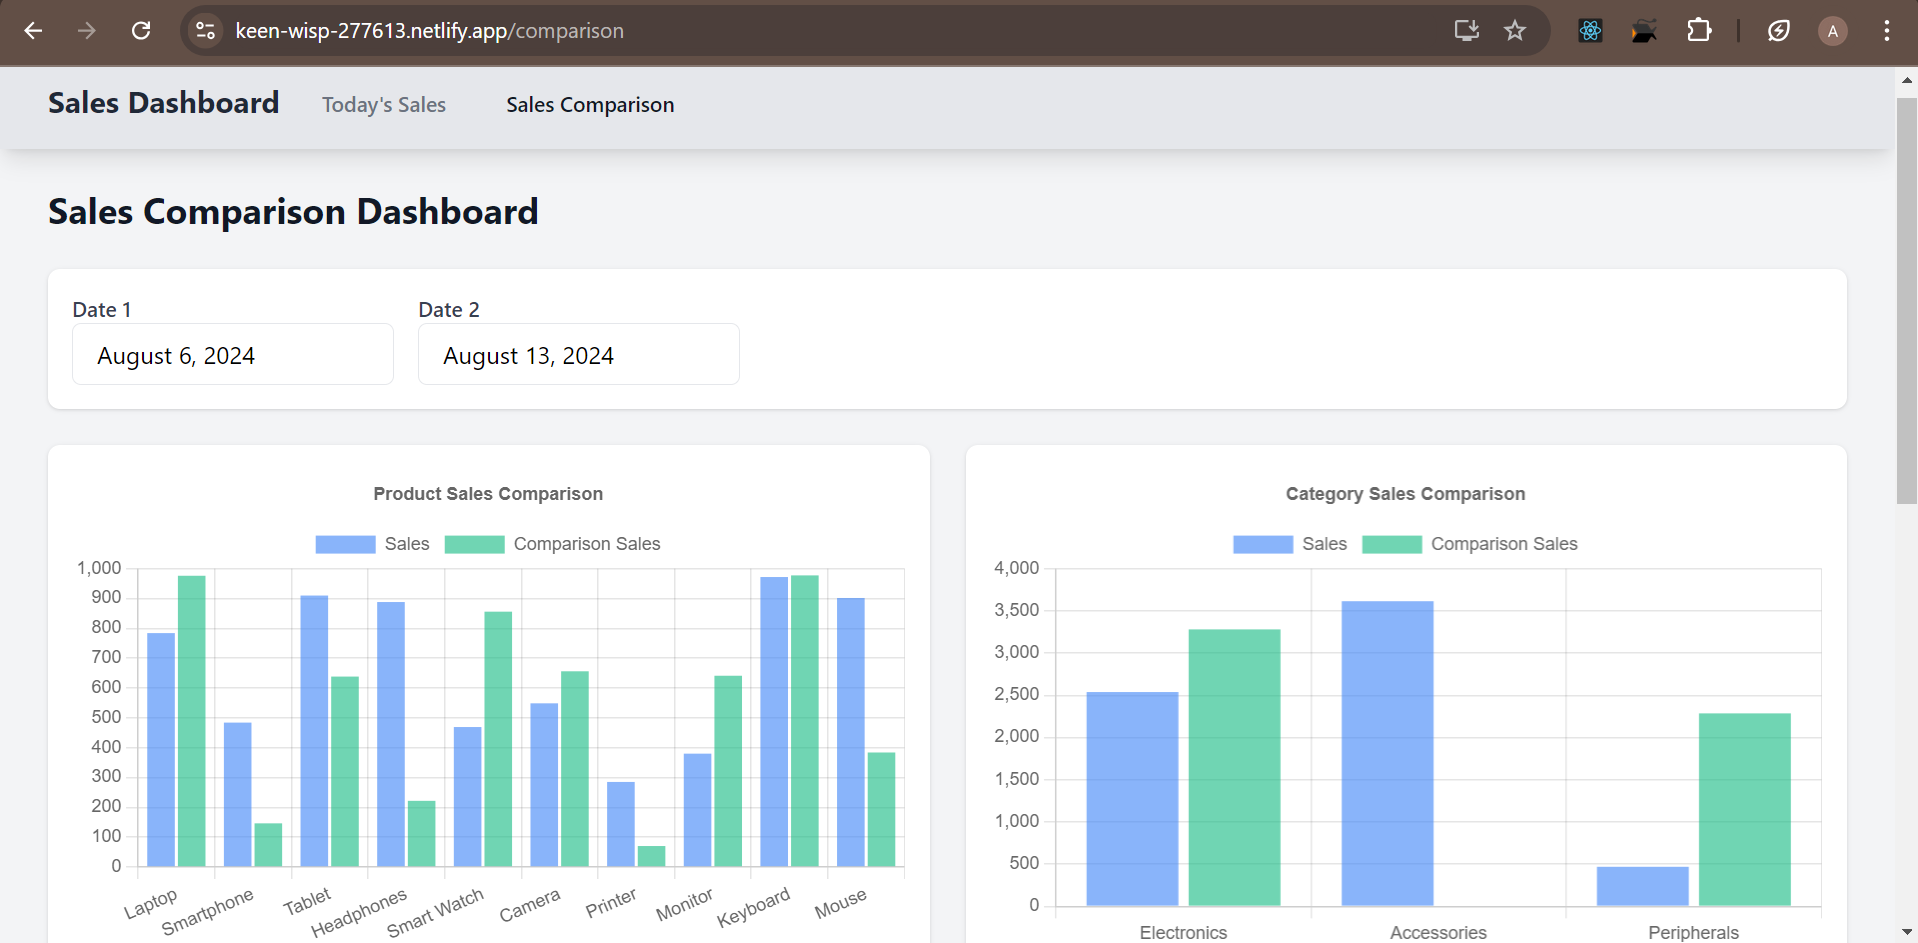 keen-wisp-277613.netlify.app/comparison
A
Sales Dashboard
Today's Sales
Sales Comparison
Sales Comparison Dashboard
Date 1
Date 2
August 6, 2024
August 13, 2024
Product Sales Comparison
Sales
Comparison Sales
1,000
900
800
700
600
500
400
300
200
100
0
Laptop
Smartphone
Tablet
Headphones
Smart Watch
Camera
Printer
Monitor
Keyboard
Mouse
Category Sales Comparison
Sales
Comparison Sales
4,000
3,500
3,000
2,500
2,000
1,500
1,000
500
0
Electronics
Accessories
Peripherals